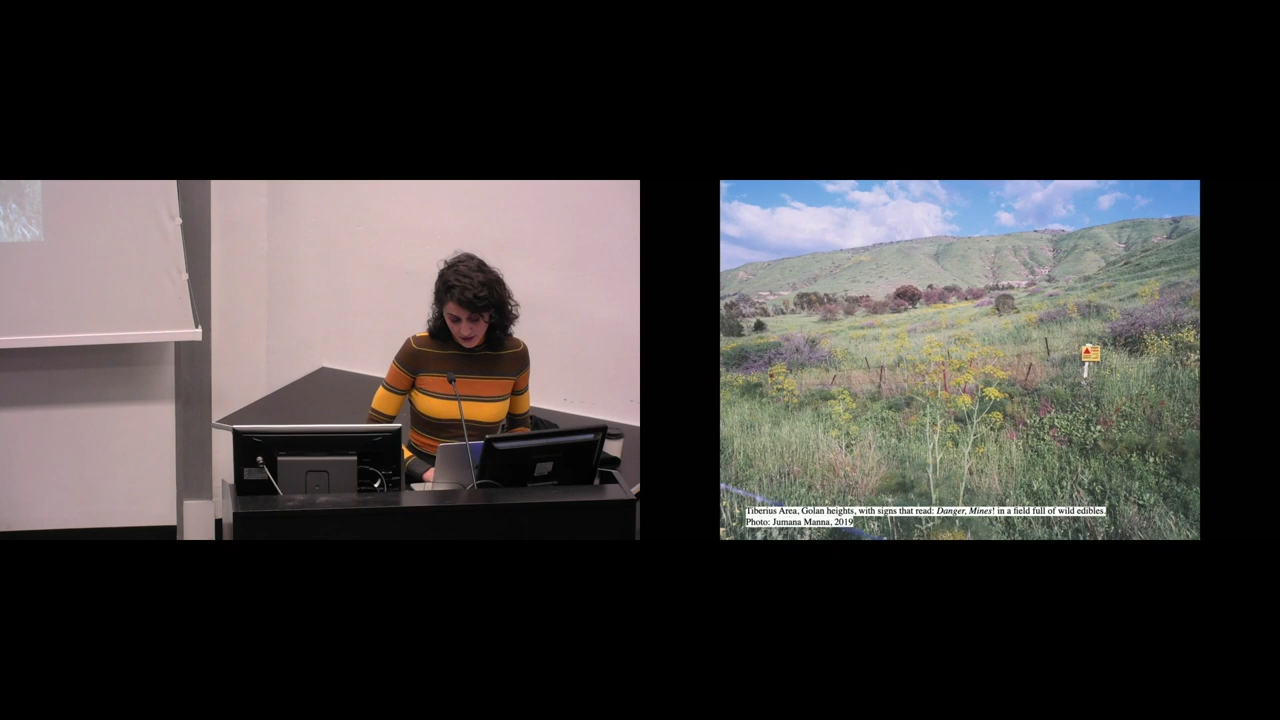 Tiberius Area, Golan heights, with signs that read: Danger, Mines! in a field full of wild edibles.
Photo: Jumana Manna, 2019